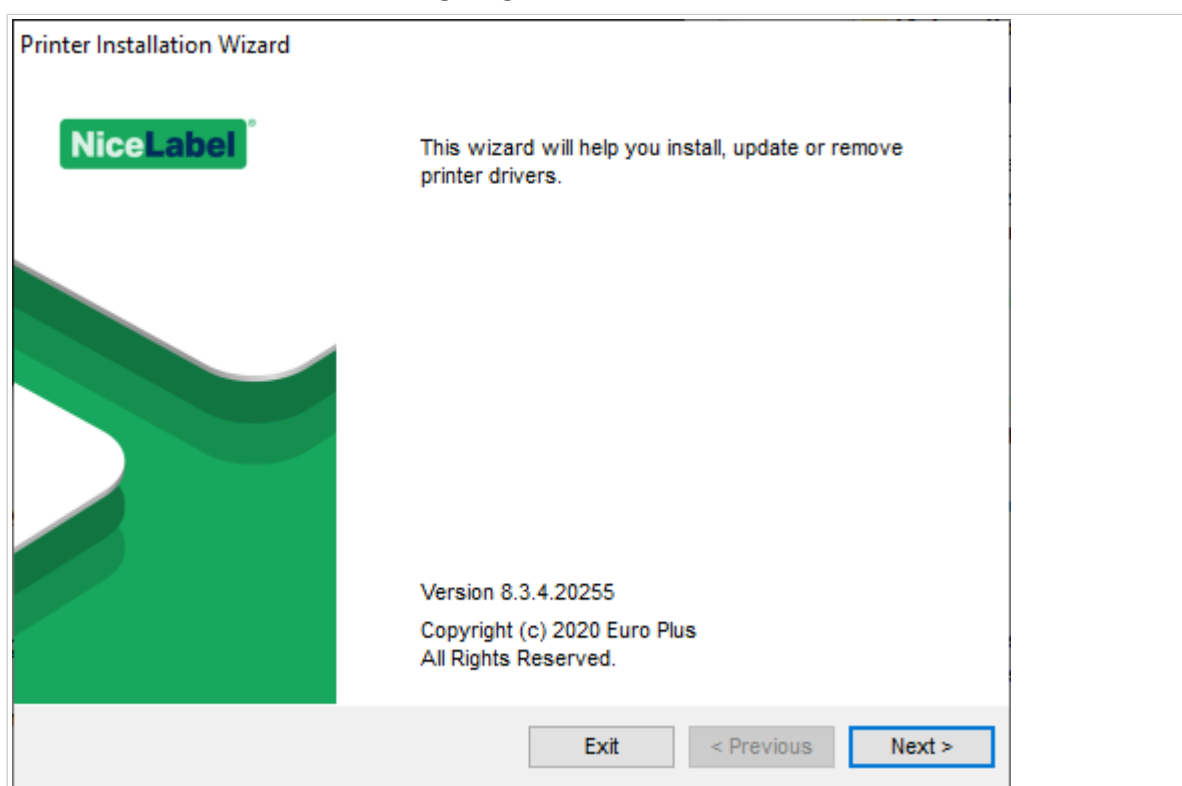 Printer Installation Wizard
NiceLabel®
This wizard will help you install, update or remove
printer drivers.
Version 8.3.4.20255
Copyright (c) 2020 Euro Plus
All Rights Reserved.
Exit
< Previous
Next >